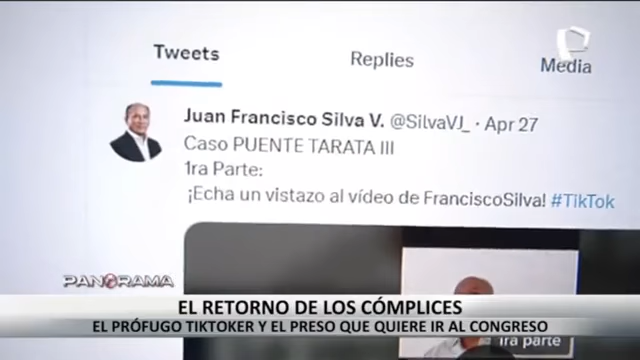 Tweets
Replies
Media
Juan Francisco Silva V. @SilvaVJ_ · Apr 27
Caso PUENTE TARATA III
1ra Parte:
¡Echa un vistazo al vídeo de FranciscoSilva! #TikTok
1ra parte
PANORAMA
EL RETORNO DE LOS CÓMPLICES
EL PRÓFUGO TIKTOKER Y EL PRESO QUE QUIERE IR AL CONGRESO